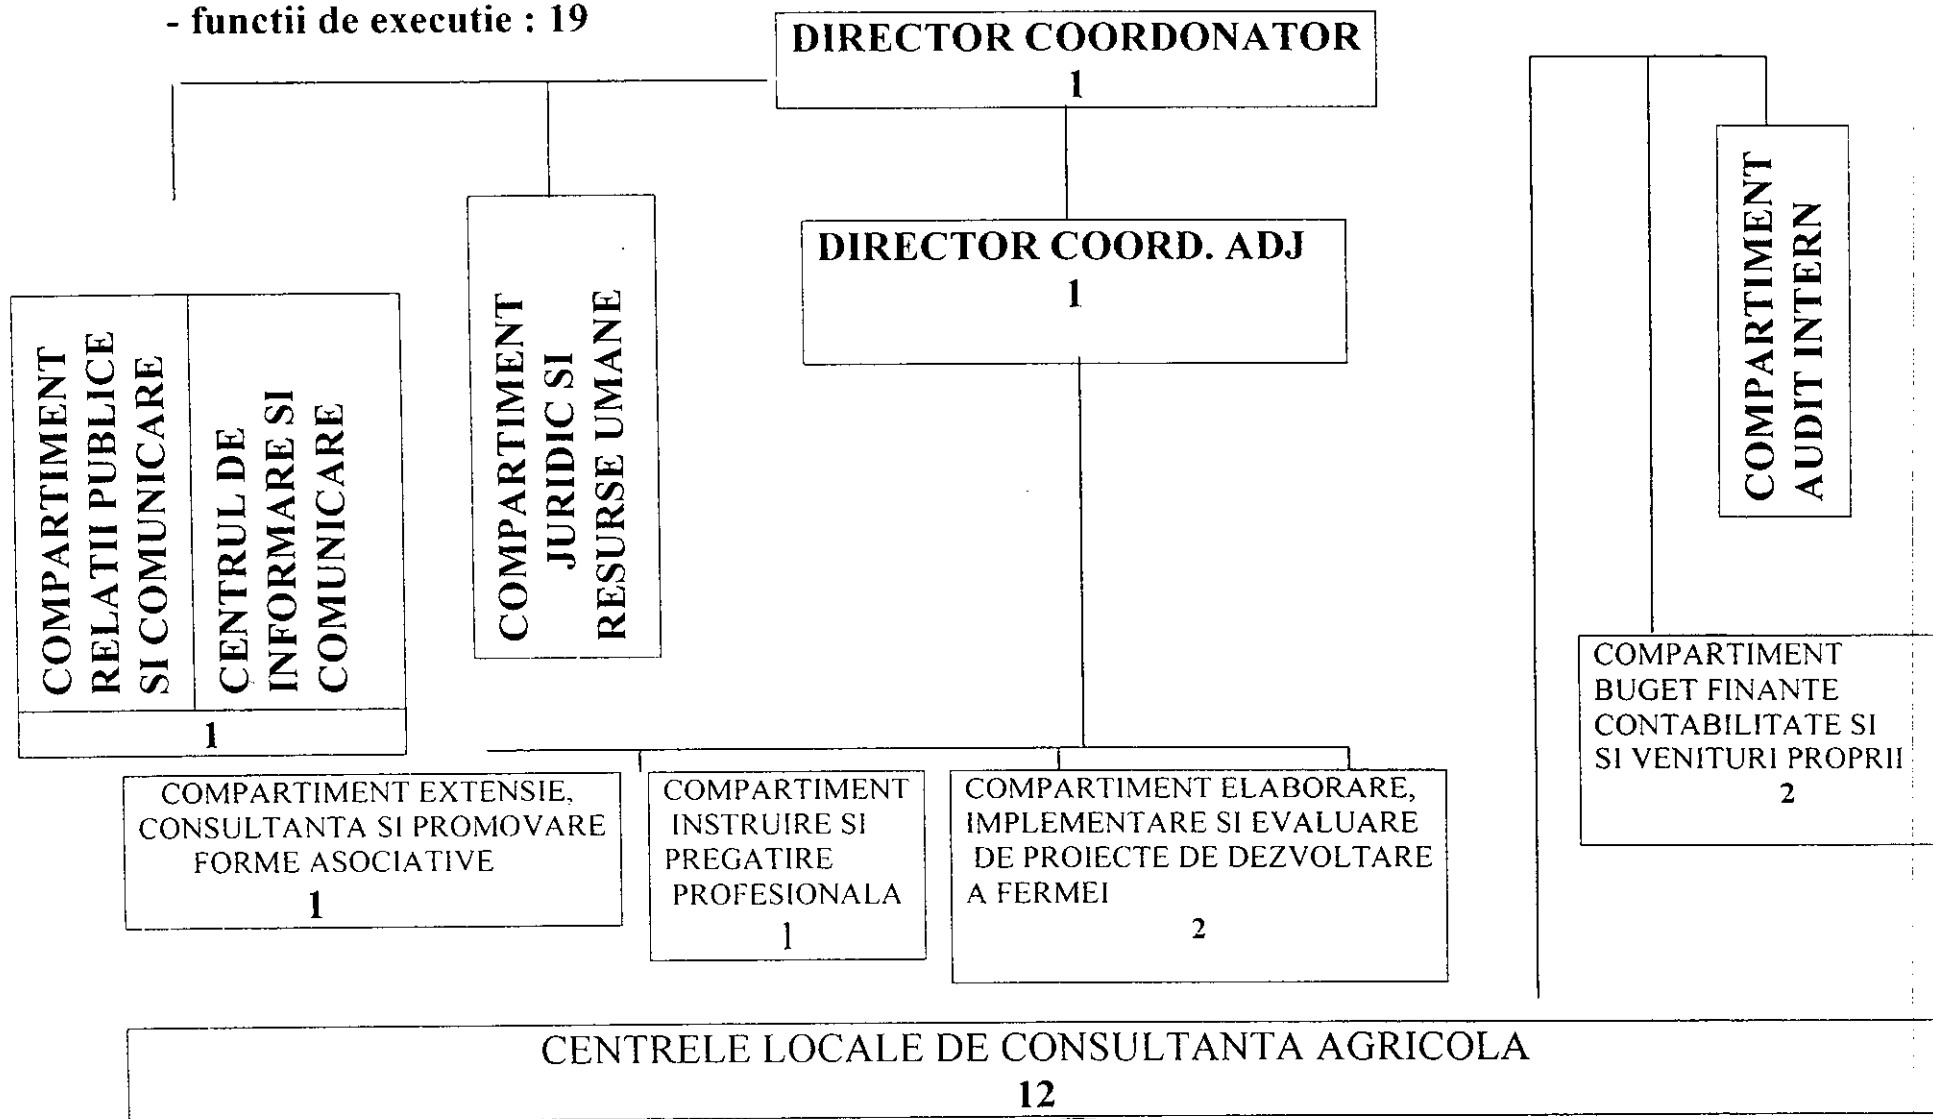 - functii de executie : 19
DIRECTOR COORDONATOR
1
DIRECTOR COORD. ADJ
1
COMPARTIMENT
RELATII PUBLICE
SI COMUNICARE
CENTRUL DE
INFORMARE SI
COMUNICARE
1
COMPARTIMENT
JURIDIC SI
RESURSE UMANE
COMPARTIMENT
AUDIT INTERN
COMPARTIMENT
BUGET FINANTE
CONTABILITATE SI
SI VENITURI PROPRII
2
COMPARTIMENT EXTENSIE,
CONSULTANTA SI PROMOVARE
FORME ASOCIATIVE
1
COMPARTIMENT
INSTRUIRE SI
PREGATIRE
PROFESIONALA
1
COMPARTIMENT ELABORARE,
IMPLEMENTARE SI EVALUARE
DE PROIECTE DE DEZVOLTARE
A FERMEI
2
CENTRELE LOCALE DE CONSULTANTA AGRICOLA
12